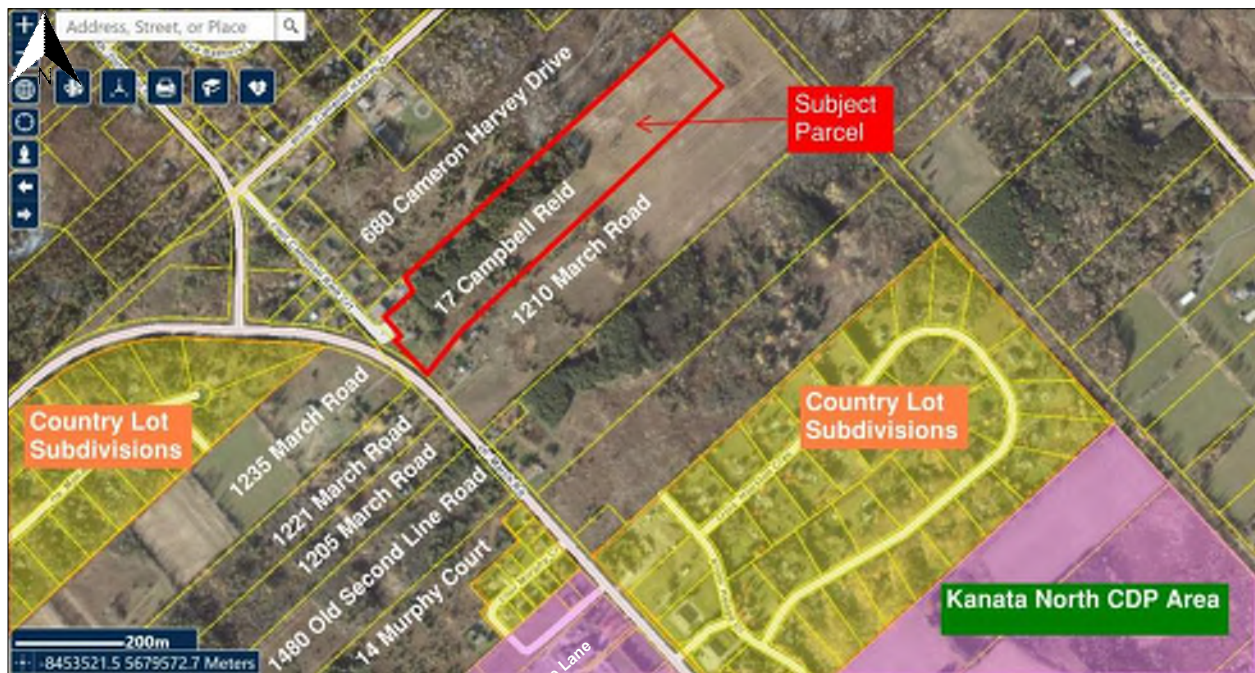 Address, Street, or Place
N
680 Cameron Harvey Drive
Subject
Parcel
17 Campbell Reid
1210 March Road
Country Lot
Subdivisions
Country Lot
Subdivisions
1235 March Road
1221 March Road
1205 March Road
1480 Old Second Line Road
14 Murphy Court
Kanata North CDP Area
200m
-8453521.5 5679572.7 Meters
Lane